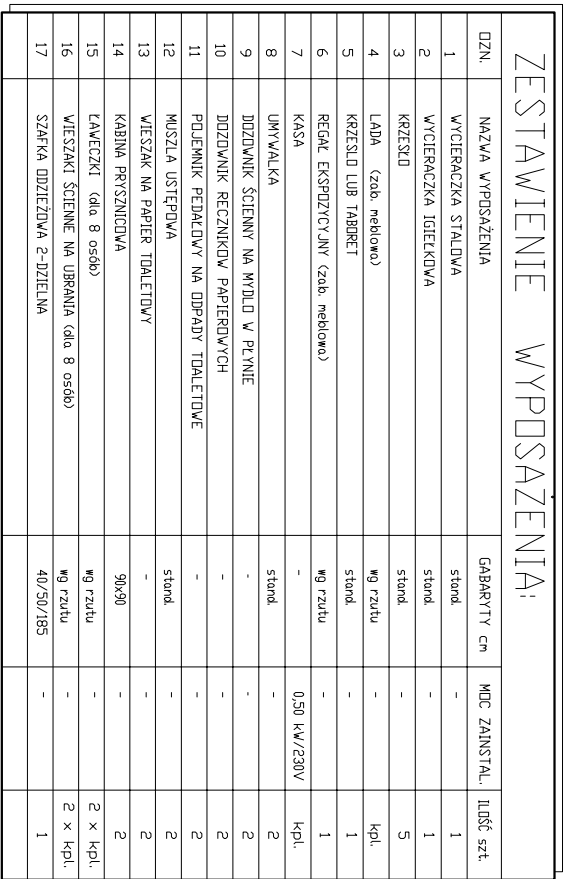 ZESTAWIENIE WYPOSAZENIA:
OZN. NAZWA WYPOSAŻENIA GABARYTY cm MOC ZAINSTAL. ILOŚĆ szt.
1 WYCIERACZKA STALOWA stand. - 1
2 WYCIERACZKA IGIEŁKOWA stand. - 1
3 KRZESŁO stand. - 5
4 LADA (zab. meblowa) wg rzutu - kpl.
5 KRZESLO LUB TABORET stand. - 1
6 REGAŁ EKSPOZYCYJNY (zab. meblowa) wg rzutu - 1
7 KASA - 0,50 kW/230V kpl.
8 UMYWALKA stand. - 2
9 DOZOWNIK ŚCIENNY NA MYDLO W PŁYNIE - - 2
10 DOZOWNIK RECZNIKOW PAPIEROWYCH - - 2
11 POJEMNIK PEDAŁOWY NA ODPADY TOALETOWE - - 2
12 MUSZLA USTĘPOWA stand. - 2
13 WIESZAK NA PAPIER TOALETOWY - - 2
14 KABINA PRYSZNICOWA 90x90 - 2
15 ŁAWECZKI (dla 8 osób) wg rzutu - 2 x kpl.
16 WIESZAKI ŚCIENNE NA UBRANIA (dla 8 osób) wg rzutu - 2 x kpl.
17 SZAFKA ODZIEŻOWA 2-DZIELNA 40/50/185 - 1